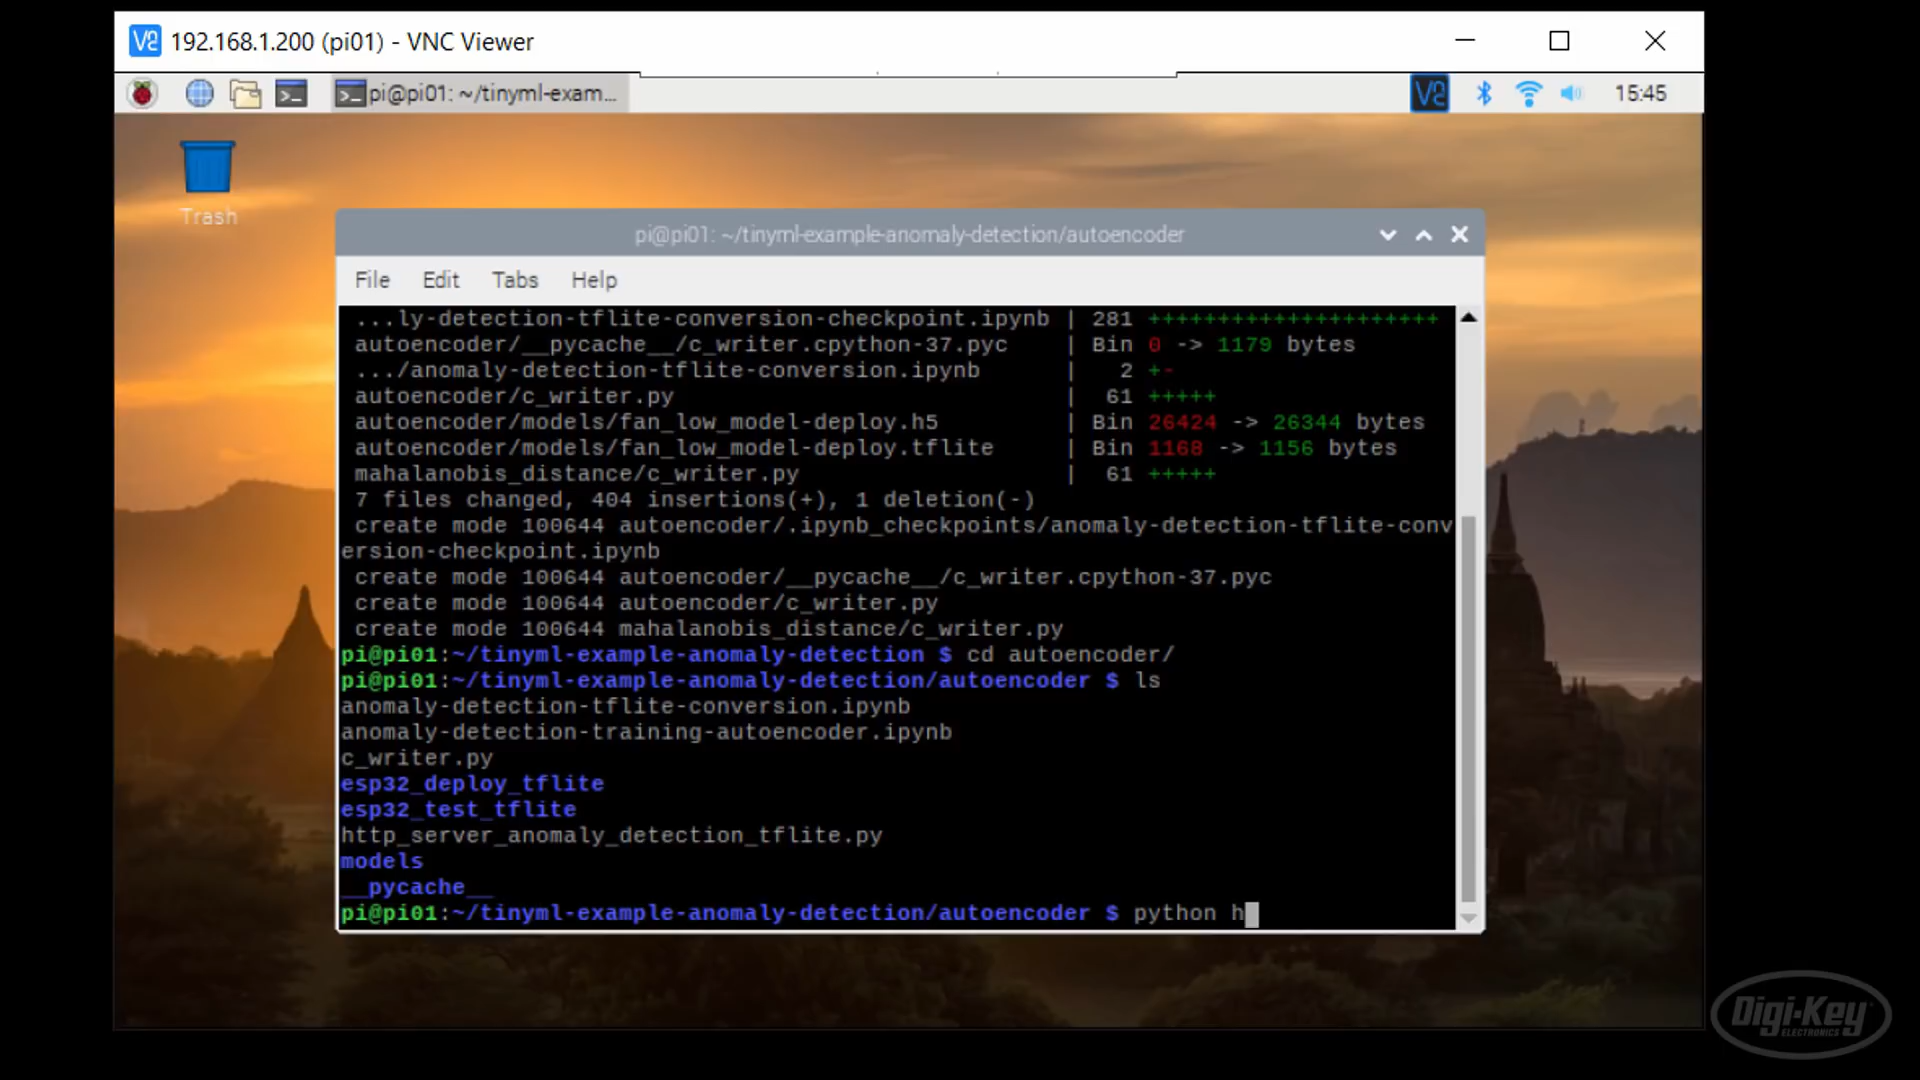 192.168.1.200 (pi01) - VNC Viewer
pi@pi01: ~/tinyml-exam...
15:45
Trash
pi@pi01: ~/tinyml-example-anomaly-detection/autoencoder
File Edit Tabs Help
...ly-detection-tflite-conversion-checkpoint.ipynb | 281 +++++++++++++++++++++
autoencoder/__pycache__/c_writer.cpython-37.pyc | Bin 0 -> 1179 bytes
.../anomaly-detection-tflite-conversion.ipynb | 2 +-
autoencoder/c_writer.py | 61 +++++
autoencoder/models/fan_low_model-deploy.h5 | Bin 26424 -> 26344 bytes
autoencoder/models/fan_low_model-deploy.tflite | Bin 1168 -> 1156 bytes
mahalanobis_distance/c_writer.py | 61 +++++
7 files changed, 404 insertions(+), 1 deletion(-)
create mode 100644 autoencoder/.ipynb_checkpoints/anomaly-detection-tflite-conv
ersion-checkpoint.ipynb
create mode 100644 autoencoder/__pycache__/c_writer.cpython-37.pyc
create mode 100644 autoencoder/c_writer.py
create mode 100644 mahalanobis_distance/c_writer.py
pi@pi01:~/tinyml-example-anomaly-detection $ cd autoencoder/
pi@pi01:~/tinyml-example-anomaly-detection/autoencoder $ ls
anomaly-detection-tflite-conversion.ipynb
anomaly-detection-training-autoencoder.ipynb
c_writer.py
esp32_deploy_tflite
esp32_test_tflite
http_server_anomaly_detection_tflite.py
models
__pycache__
pi@pi01:~/tinyml-example-anomaly-detection/autoencoder $ python h
Digi-Key
ELECTRONICS